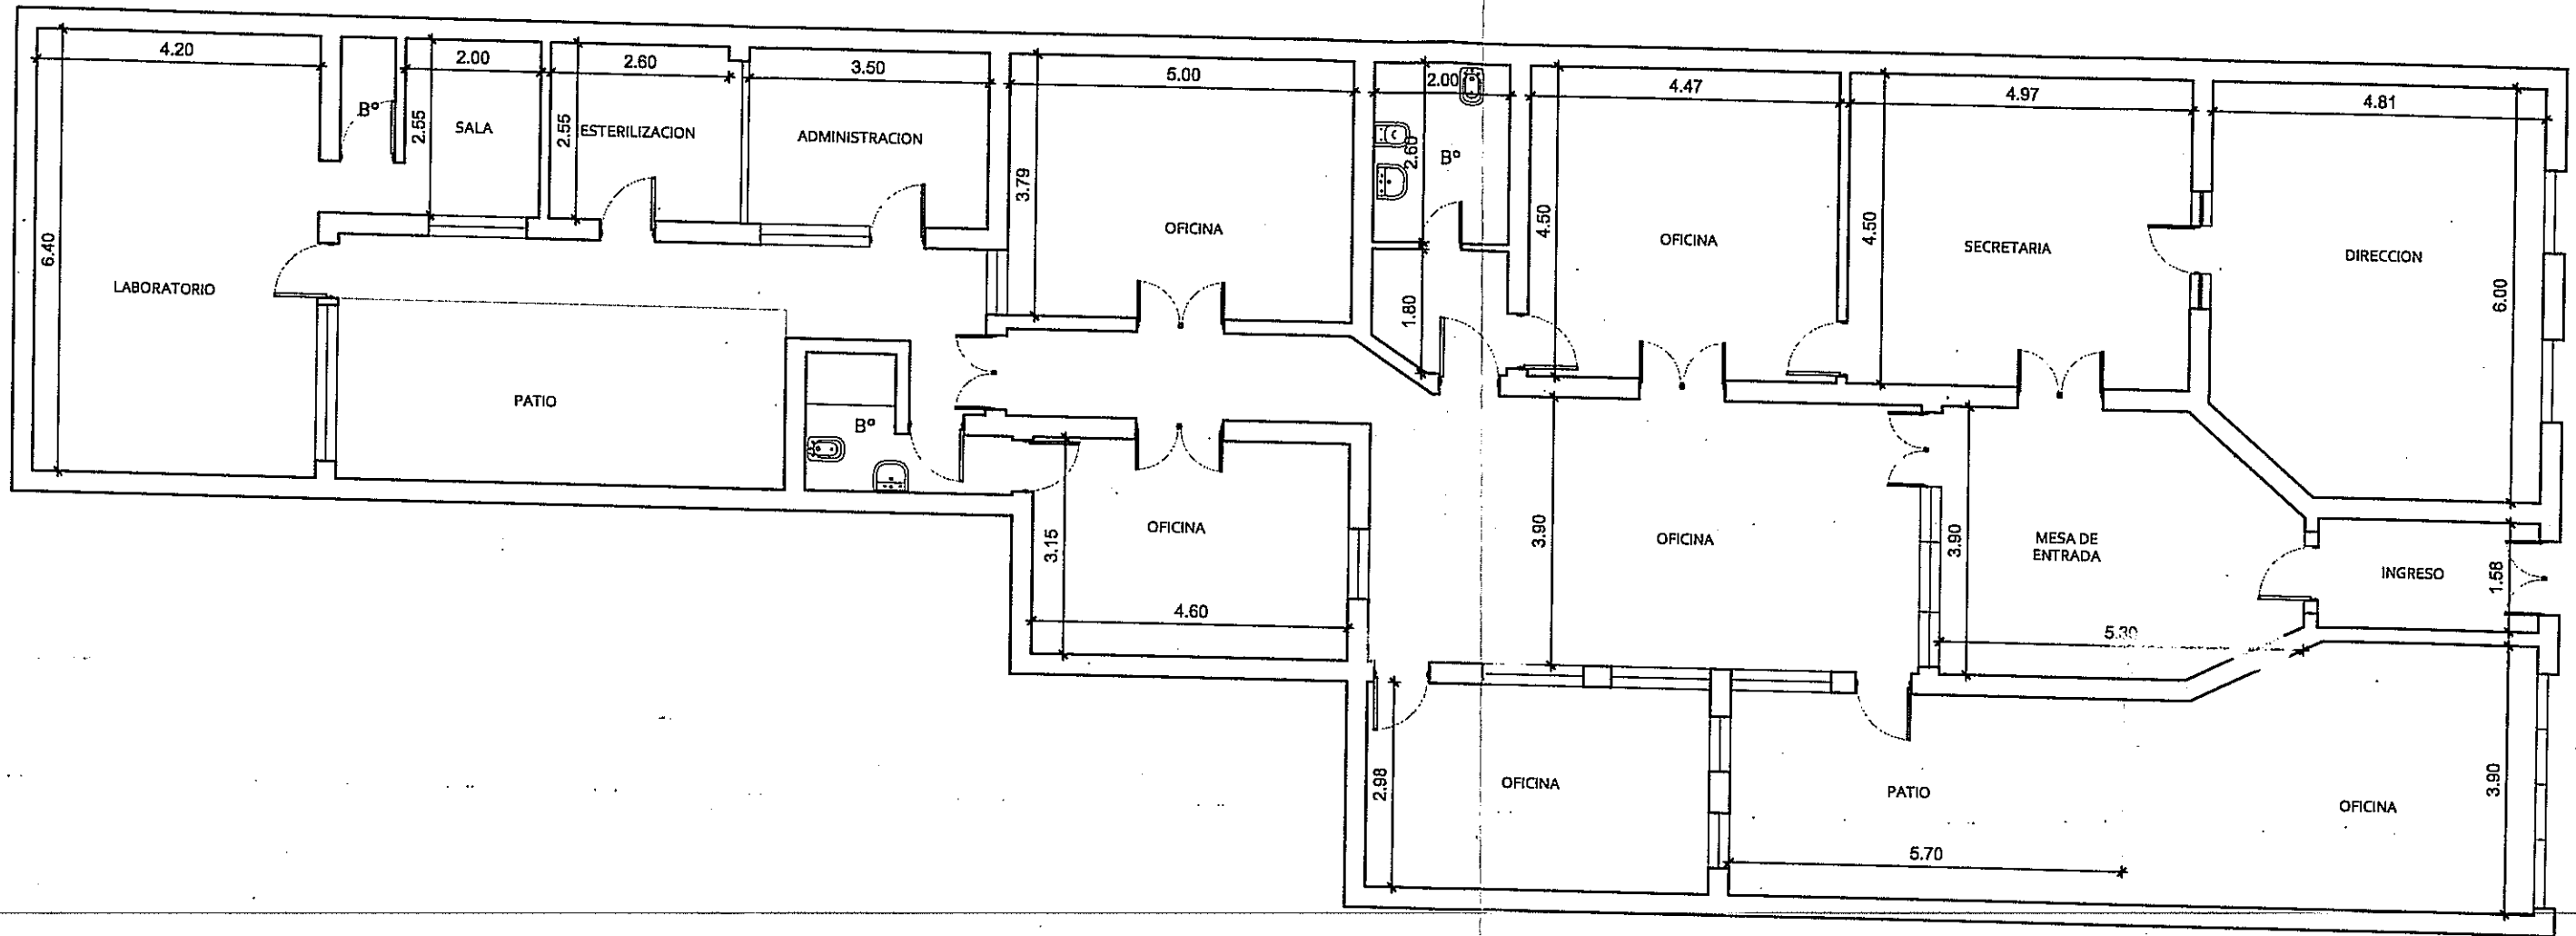 4.20
2.00
2.60
3.50
5.00
2.00
4.47
4.97
4.81
Bº
2.55
SALA
2.55
ESTERILIZACION
ADMINISTRACION
3.79
2.60
Bº
4.50
4.50
6.40
LABORATORIO
OFICINA
OFICINA
SECRETARIA
DIRECCION
1.80
6.00
PATIO
Bº
3.15
OFICINA
4.60
3.90
OFICINA
3.90
MESA DE
ENTRADA
INGRESO
1.58
5.30
2.98
OFICINA
PATIO
5.70
OFICINA
3.90